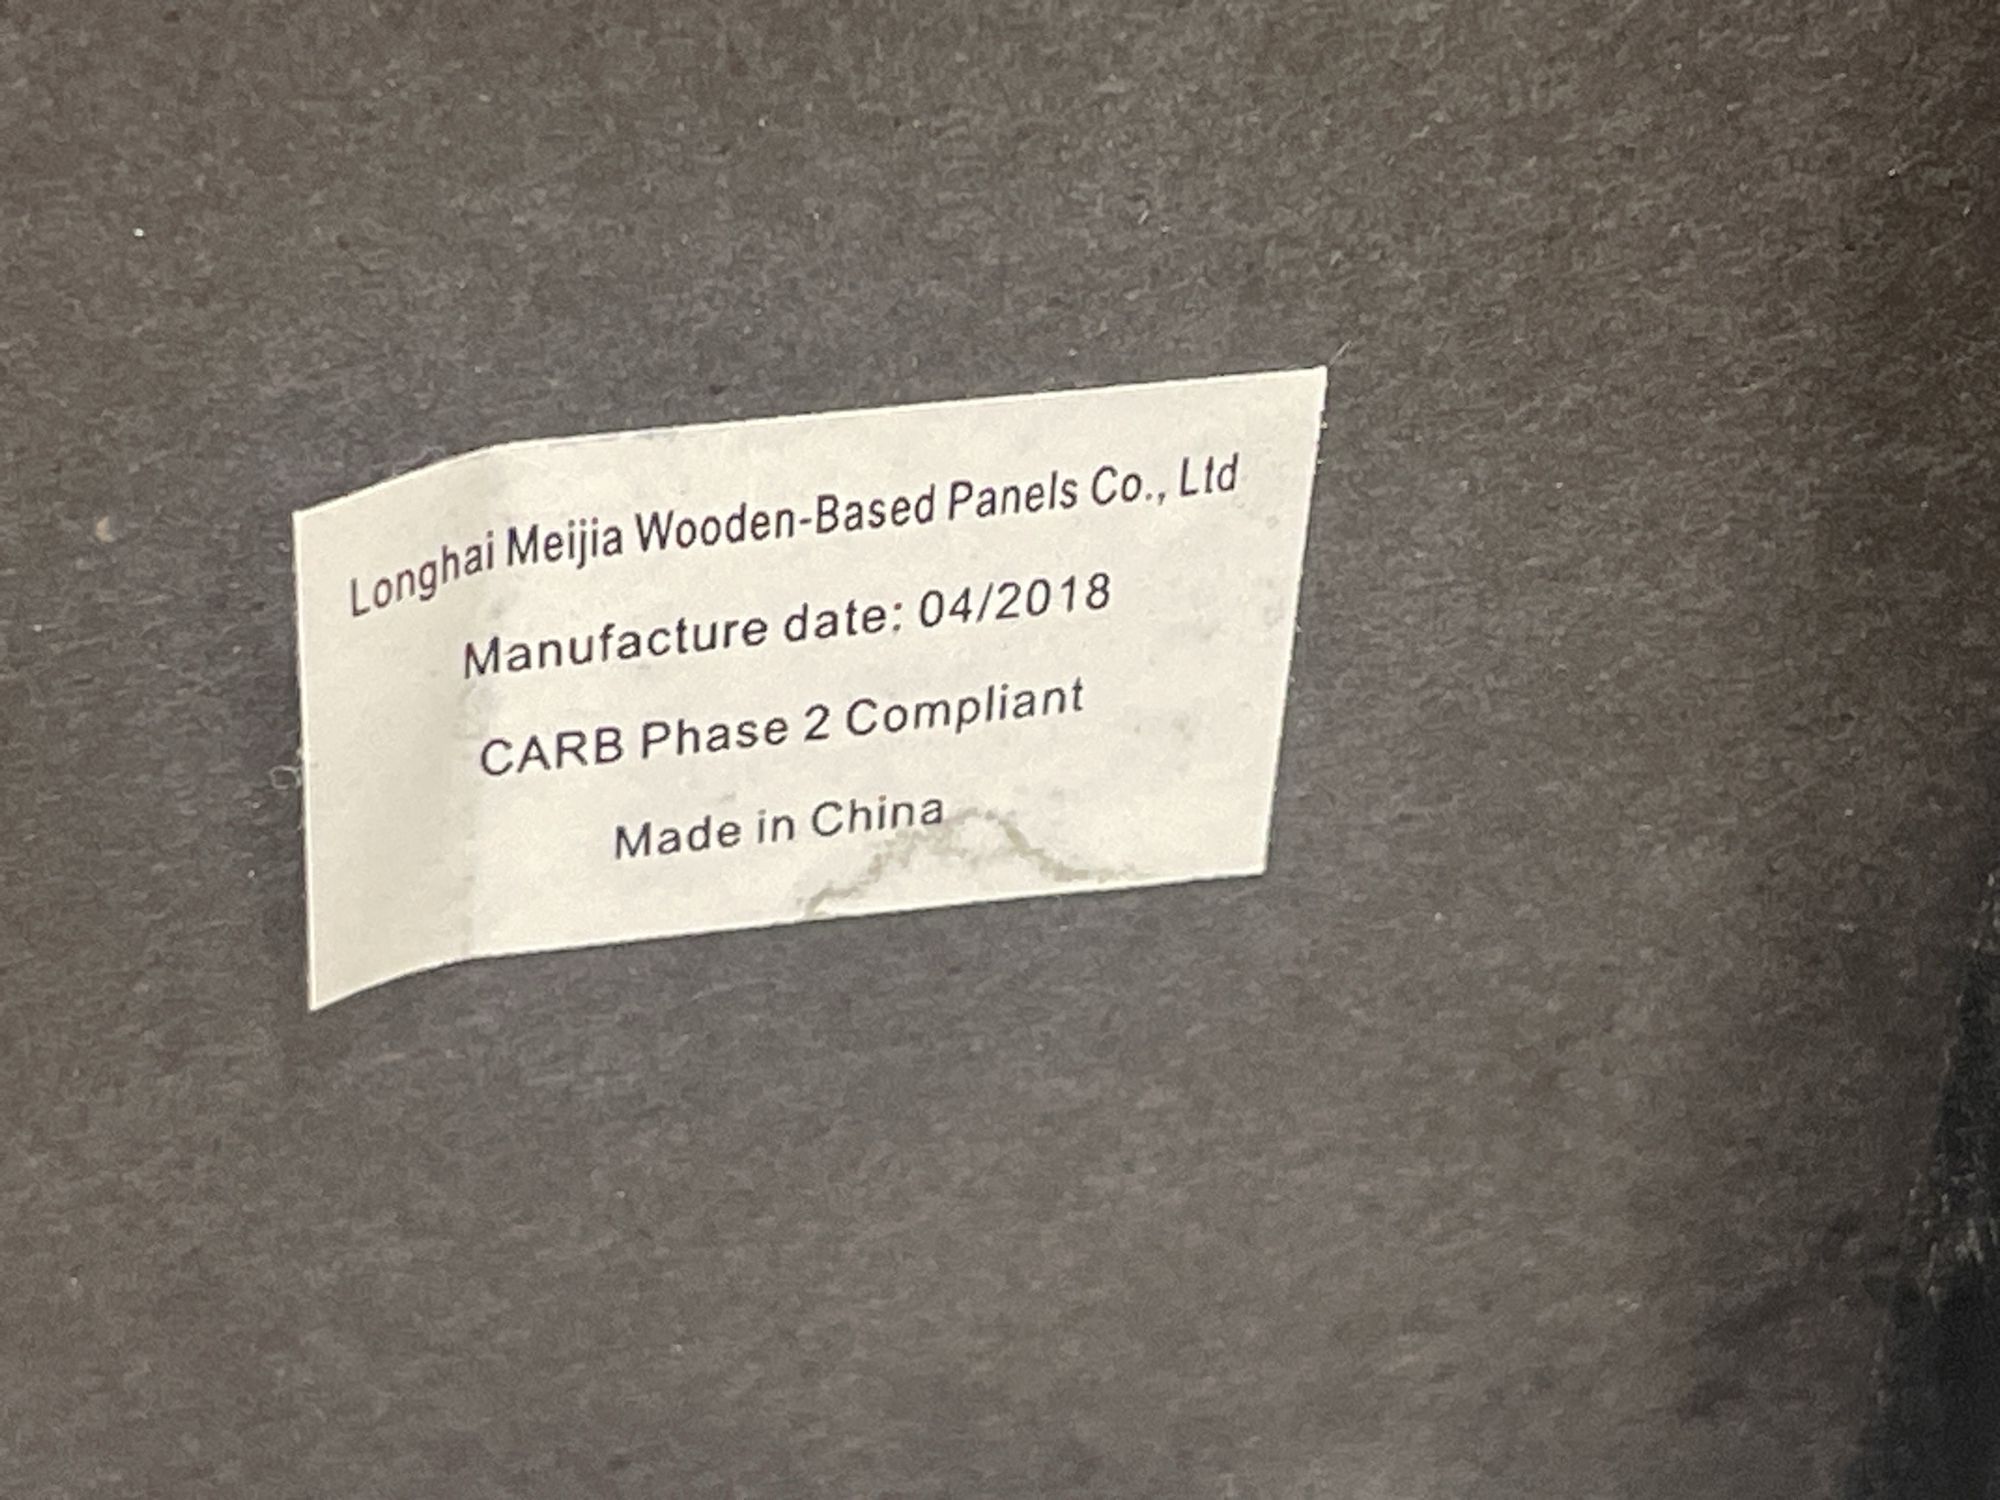 Longhai Meijia Wooden-Based Panels Co., Ltd
Manufacture date: 04/2018
CARB Phase 2 Compliant
Made in China